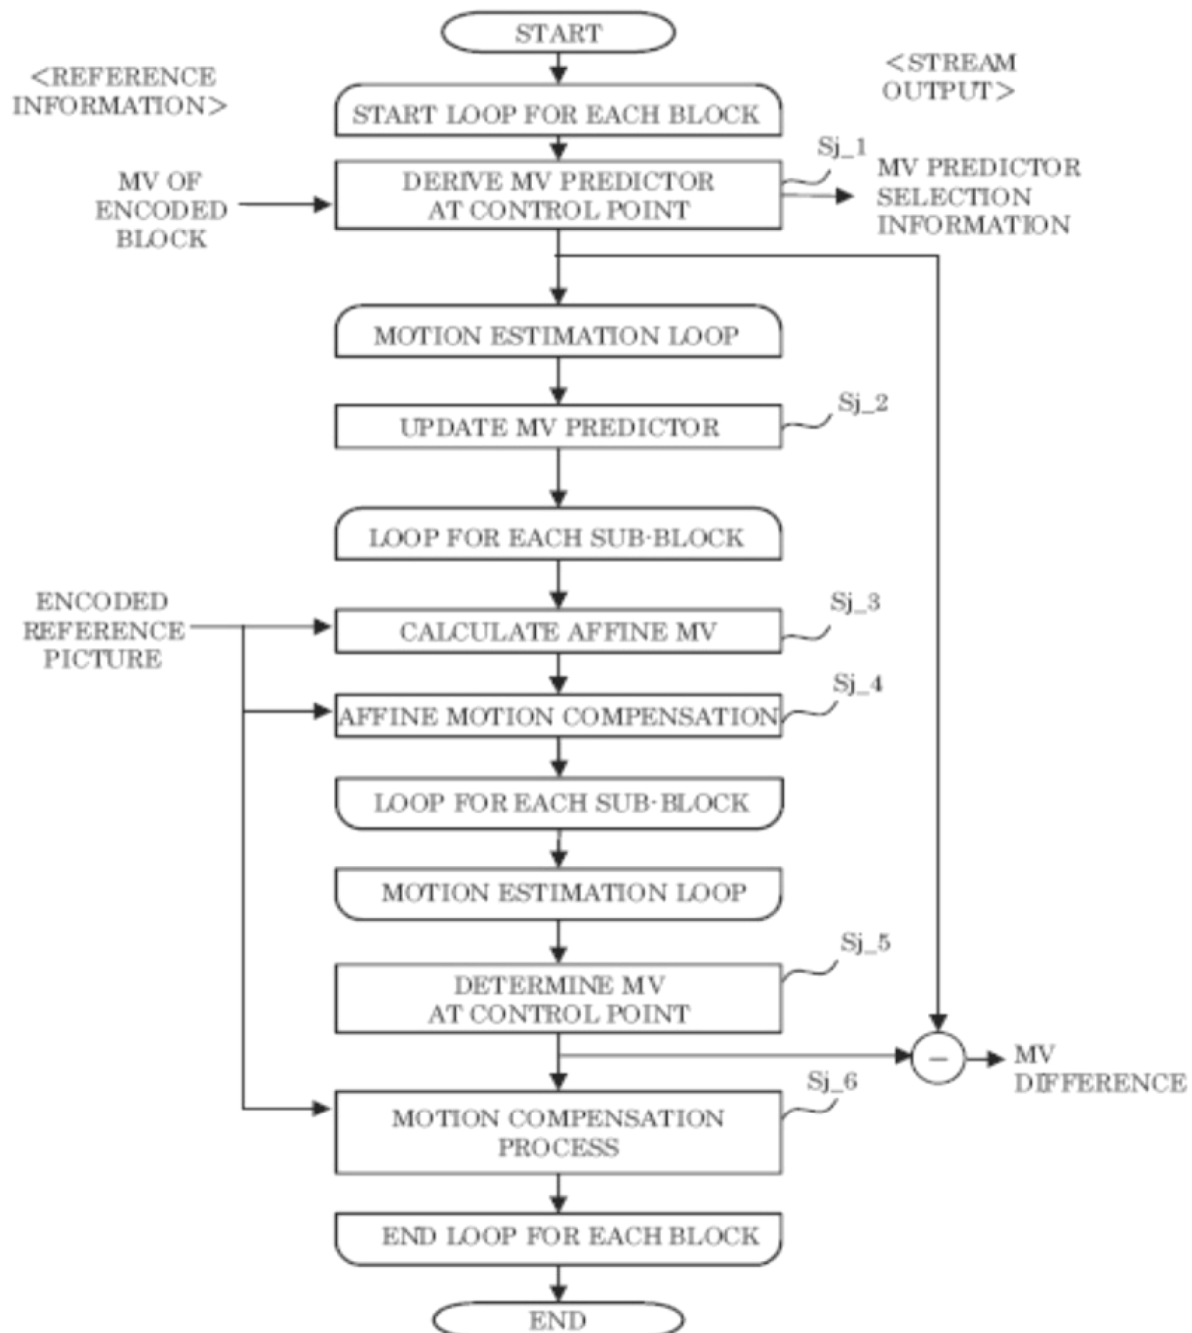 START
<REFERENCE
INFORMATION>
<STREAM
OUTPUT>
START LOOP FOR EACH BLOCK
Sj_1
MV OF
ENCODED
BLOCK
DERIVE MV PREDICTOR
AT CONTROL POINT
MV PREDICTOR
SELECTION
INFORMATION
MOTION ESTIMATION LOOP
Sj_2
UPDATE MV PREDICTOR
LOOP FOR EACH SUB-BLOCK
ENCODED
REFERENCE
PICTURE
Sj_3
CALCULATE AFFINE MV
Sj_4
AFFINE MOTION COMPENSATION
LOOP FOR EACH SUB-BLOCK
MOTION ESTIMATION LOOP
Sj_5
DETERMINE MV
AT CONTROL POINT
−
MV
DIFFERENCE
Sj_6
MOTION COMPENSATION
PROCESS
END LOOP FOR EACH BLOCK
END